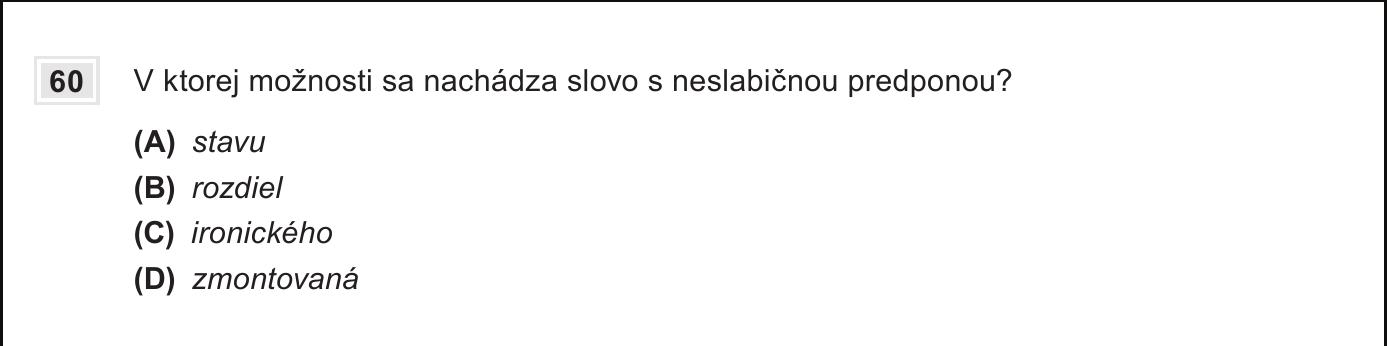 60 V ktorej možnosti sa nachádza slovo s neslabičnou predponou?
(A) stavu
(B) rozdiel
(C) ironického
(D) zmontovaná